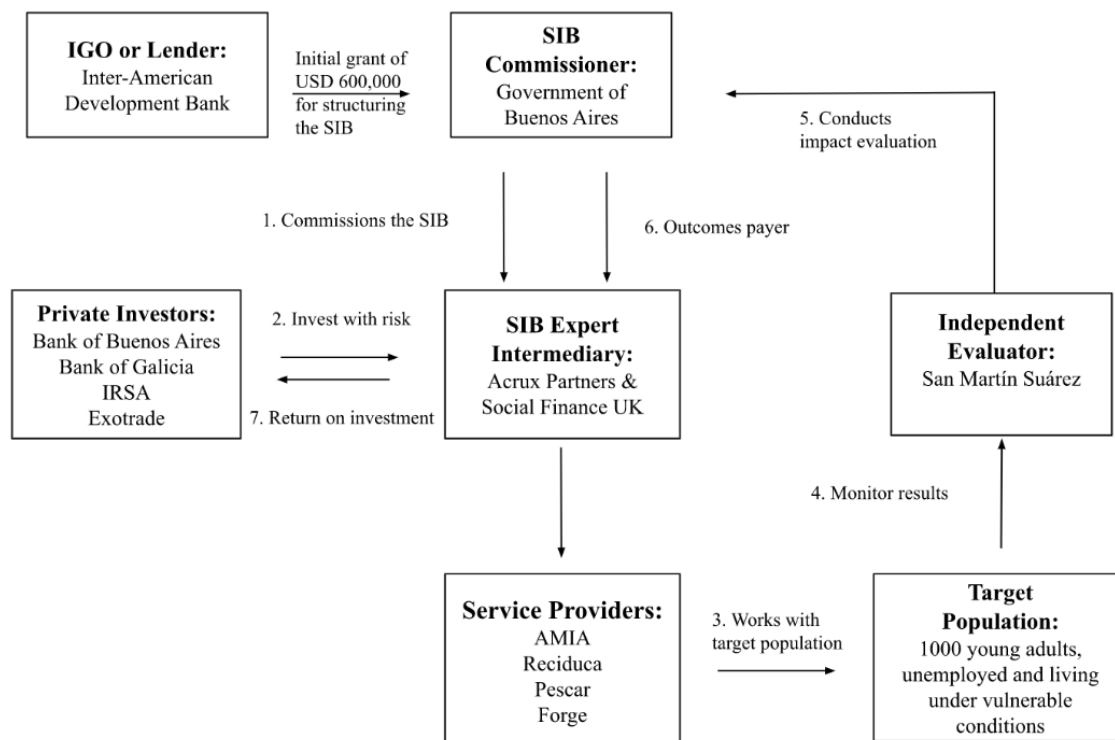 IGO or Lender:
Inter-American
Development Bank
Initial grant of
USD 600,000
for structuring
the SIB
SIB
Commissioner:
Government of
Buenos Aires
5. Conducts
impact evaluation
1. Commissions the SIB
6. Outcomes payer
Private Investors:
Bank of Buenos Aires
Bank of Galicia
IRSA
Exotrade
2. Invest with risk
7. Return on investment
SIB Expert
Intermediary:
Acrux Partners &
Social Finance UK
Independent
Evaluator:
San Martín Suárez
4. Monitor results
Service Providers:
AMIA
Reciduca
Pescar
Forge
3. Works with
target population
Target
Population:
1000 young adults,
unemployed and living
under vulnerable
conditions